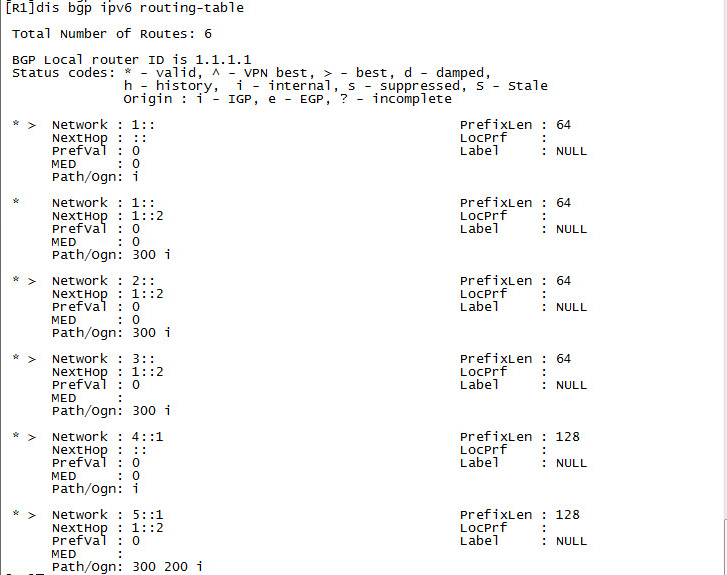 [R1]dis bgp ipv6 routing-table
Total Number of Routes: 6
BGP Local router ID is 1.1.1.1
Status codes: * - valid, ^ - VPN best, > - best, d - damped,
h - history, i - internal, s - suppressed, S - Stale
Origin : i - IGP, e - EGP, ? - incomplete
* > Network : 1:: PrefixLen : 64
NextHop : :: LocPrf :
PrefVal : 0 Label : NULL
MED : 0
Path/Ogn: i
* Network : 1:: PrefixLen : 64
NextHop : 1::2 LocPrf :
PrefVal : 0 Label : NULL
MED : 0
Path/Ogn: 300 i
* > Network : 2:: PrefixLen : 64
NextHop : 1::2 LocPrf :
PrefVal : 0 Label : NULL
MED : 0
Path/Ogn: 300 i
* > Network : 3:: PrefixLen : 64
NextHop : 1::2 LocPrf :
PrefVal : 0 Label : NULL
MED :
Path/Ogn: 300 i
* > Network : 4::1 PrefixLen : 128
NextHop : :: LocPrf :
PrefVal : 0 Label : NULL
MED : 0
Path/Ogn: i
* > Network : 5::1 PrefixLen : 128
NextHop : 1::2 LocPrf :
PrefVal : 0 Label : NULL
MED :
Path/Ogn: 300 200 i